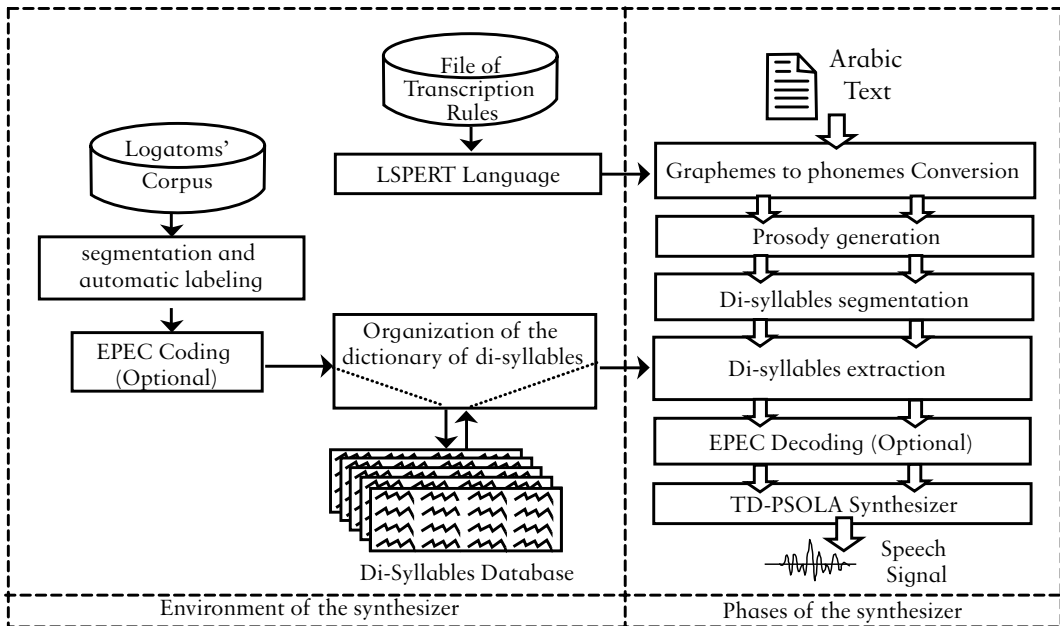 File of
Transcription
Rules
LSPERT Language
Logatoms'
Corpus
segmentation and
automatic labeling
EPEC Coding
(Optional)
Organization of the
dictionary of di-syllables
Di-Syllables Database
Environment of the synthesizer
Arabic
Text
Graphemes to phonemes Conversion
Prosody generation
Di-syllables segmentation
Di-syllables extraction
EPEC Decoding (Optional)
TD-PSOLA Synthesizer
Speech
Signal
Phases of the synthesizer